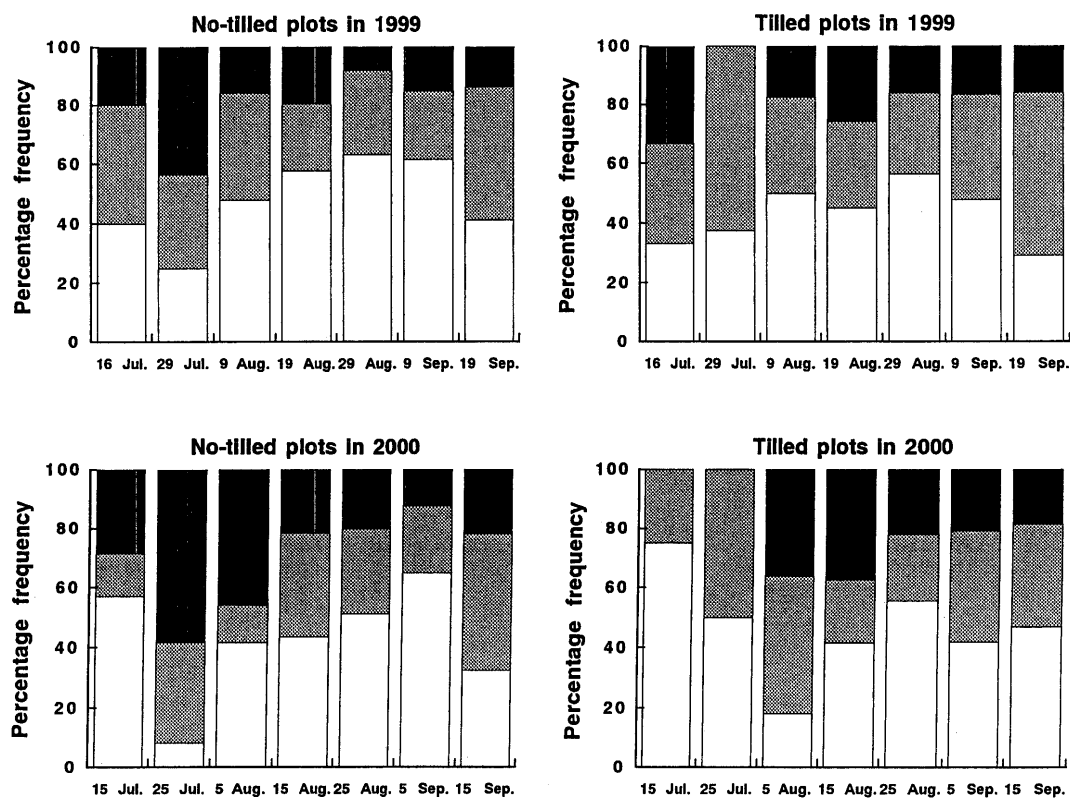 No-tilled plots in 1999
Percentage frequency
100
80
60
40
20
0
16 Jul. 29 Jul. 9 Aug. 19 Aug. 29 Aug. 9 Sep. 19 Sep.
Tilled plots in 1999
Percentage frequency
100
80
60
40
20
0
16 Jul. 29 Jul. 9 Aug. 19 Aug. 29 Aug. 9 Sep. 19 Sep.
No-tilled plots in 2000
Percentage frequency
100
80
60
40
20
0
15 Jul. 25 Jul. 5 Aug. 15 Aug. 25 Aug. 5 Sep. 15 Sep.
Tilled plots in 2000
Percentage frequency
100
80
60
40
20
0
15 Jul. 25 Jul. 5 Aug. 15 Aug. 25 Aug. 5 Sep. 15 Sep.